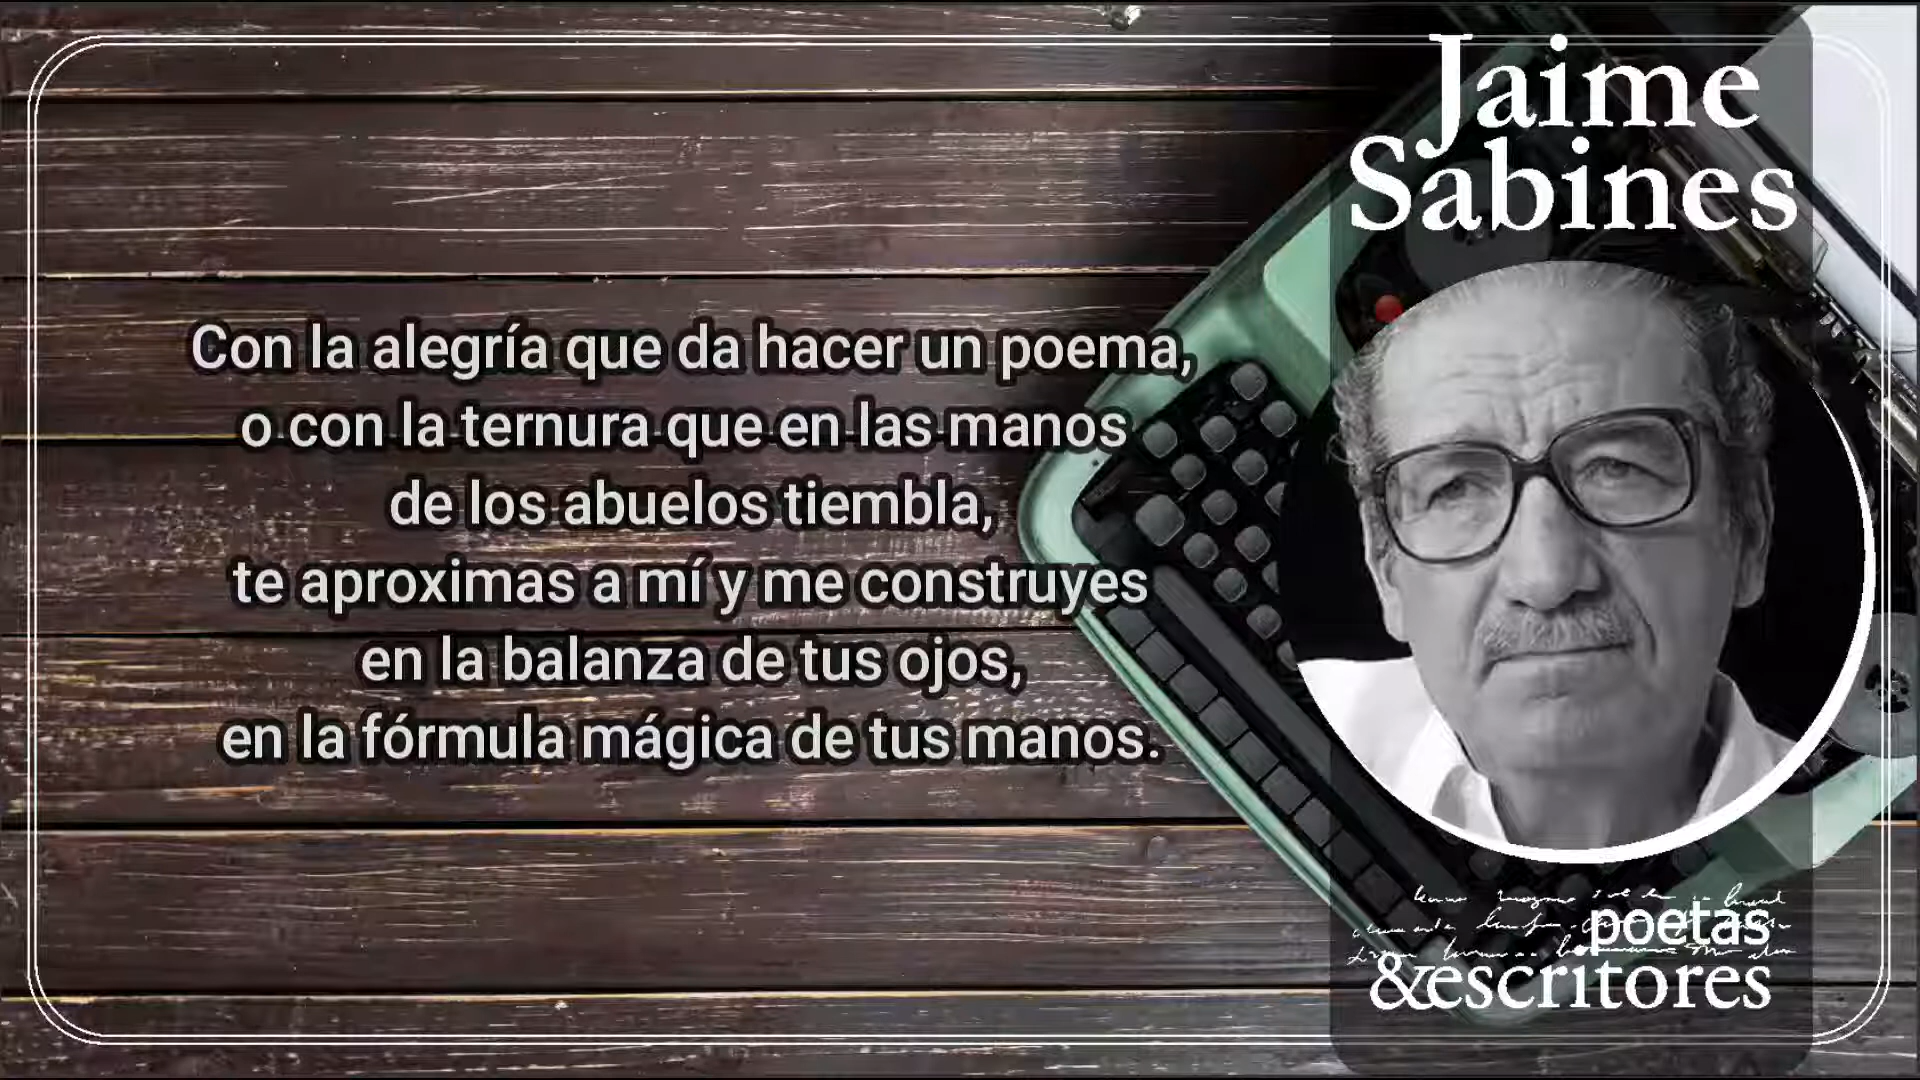 Jaime
Sabines
Con la alegría que da hacer un poema,
o con la ternura que en las manos
de los abuelos tiembla,
te aproximas a mí y me construyes
en la balanza de tus ojos,
en la fórmula mágica de tus manos.
poetas
&escritores